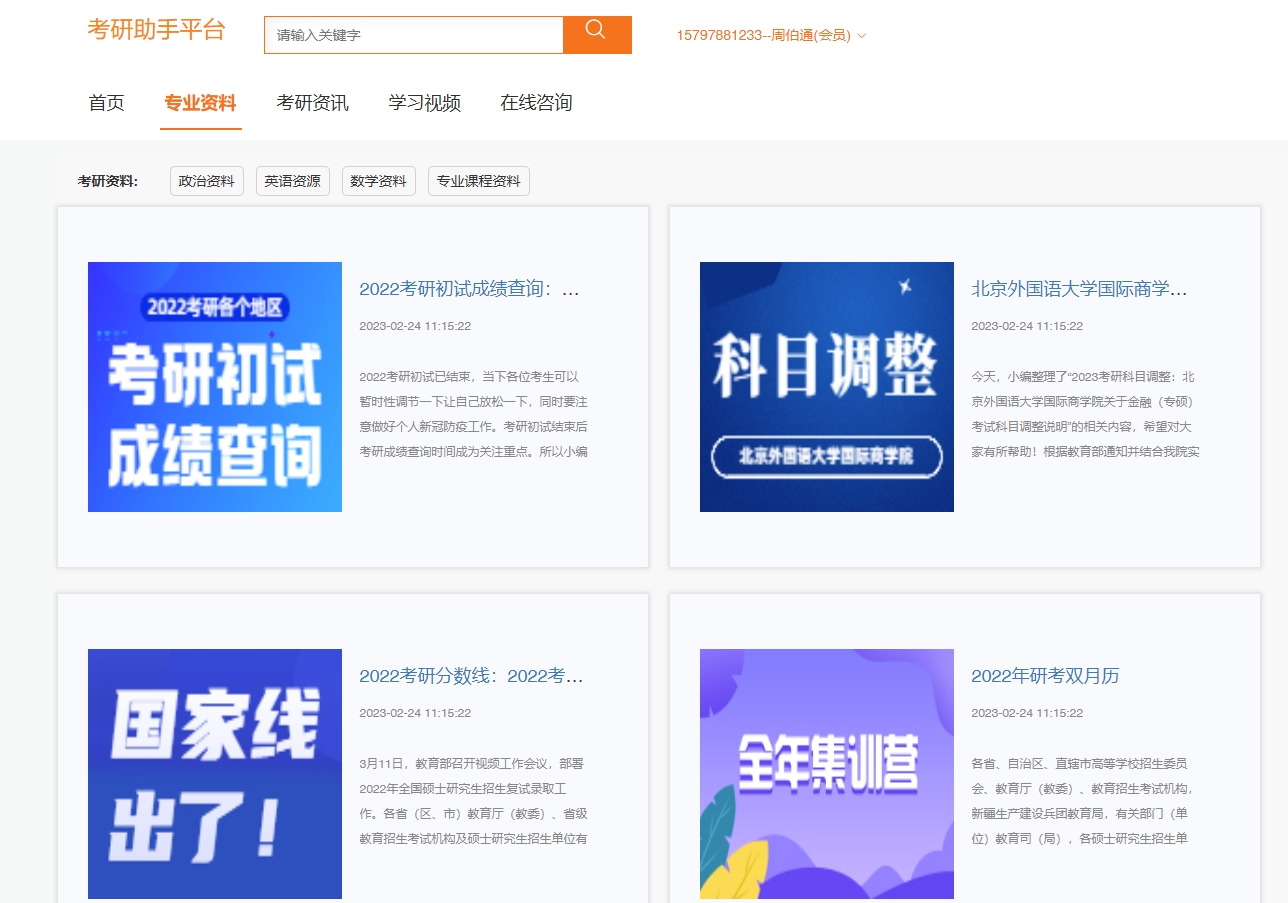 考研助手平台
请输入关键字
15797881233--周伯通(会员)
首页 专业资料 考研资讯 学习视频 在线咨询
考研资料: 政治资料 英语资源 数学资料 专业课程资料
2022考研各个地区
考研初试
成绩查询
2022考研初试成绩查询：...
2023-02-24 11:15:22
2022考研初试已结束，当下各位考生可以
暂时性调节一下让自己放松一下，同时要注
意做好个人新冠防疫工作。考研初试结束后
考研成绩查询时间成为关注重点。所以小编
科目调整
北京外国语大学国际商学院
北京外国语大学国际商学...
2023-02-24 11:15:22
今天，小编整理了“2023考研科目调整：北
京外国语大学国际商学院关于金融（专硕）
考试科目调整说明”的相关内容，希望对大
家有所帮助！根据教育部通知并结合我院实
国家线
出了！
2022考研分数线：2022考...
2023-02-24 11:15:22
3月11日，教育部召开视频工作会议，部署
2022年全国硕士研究生招生复试录取工
作。各省（区、市）教育厅（教委）、省级
教育招生考试机构及硕士研究生招生单位有
全年集训营
2022年研考双月历
2023-02-24 11:15:22
各省、自治区、直辖市高等学校招生委员
会、教育厅（教委）、教育招生考试机构，
新疆生产建设兵团教育局，有关部门（单
位）教育司（局），各硕士研究生招生单